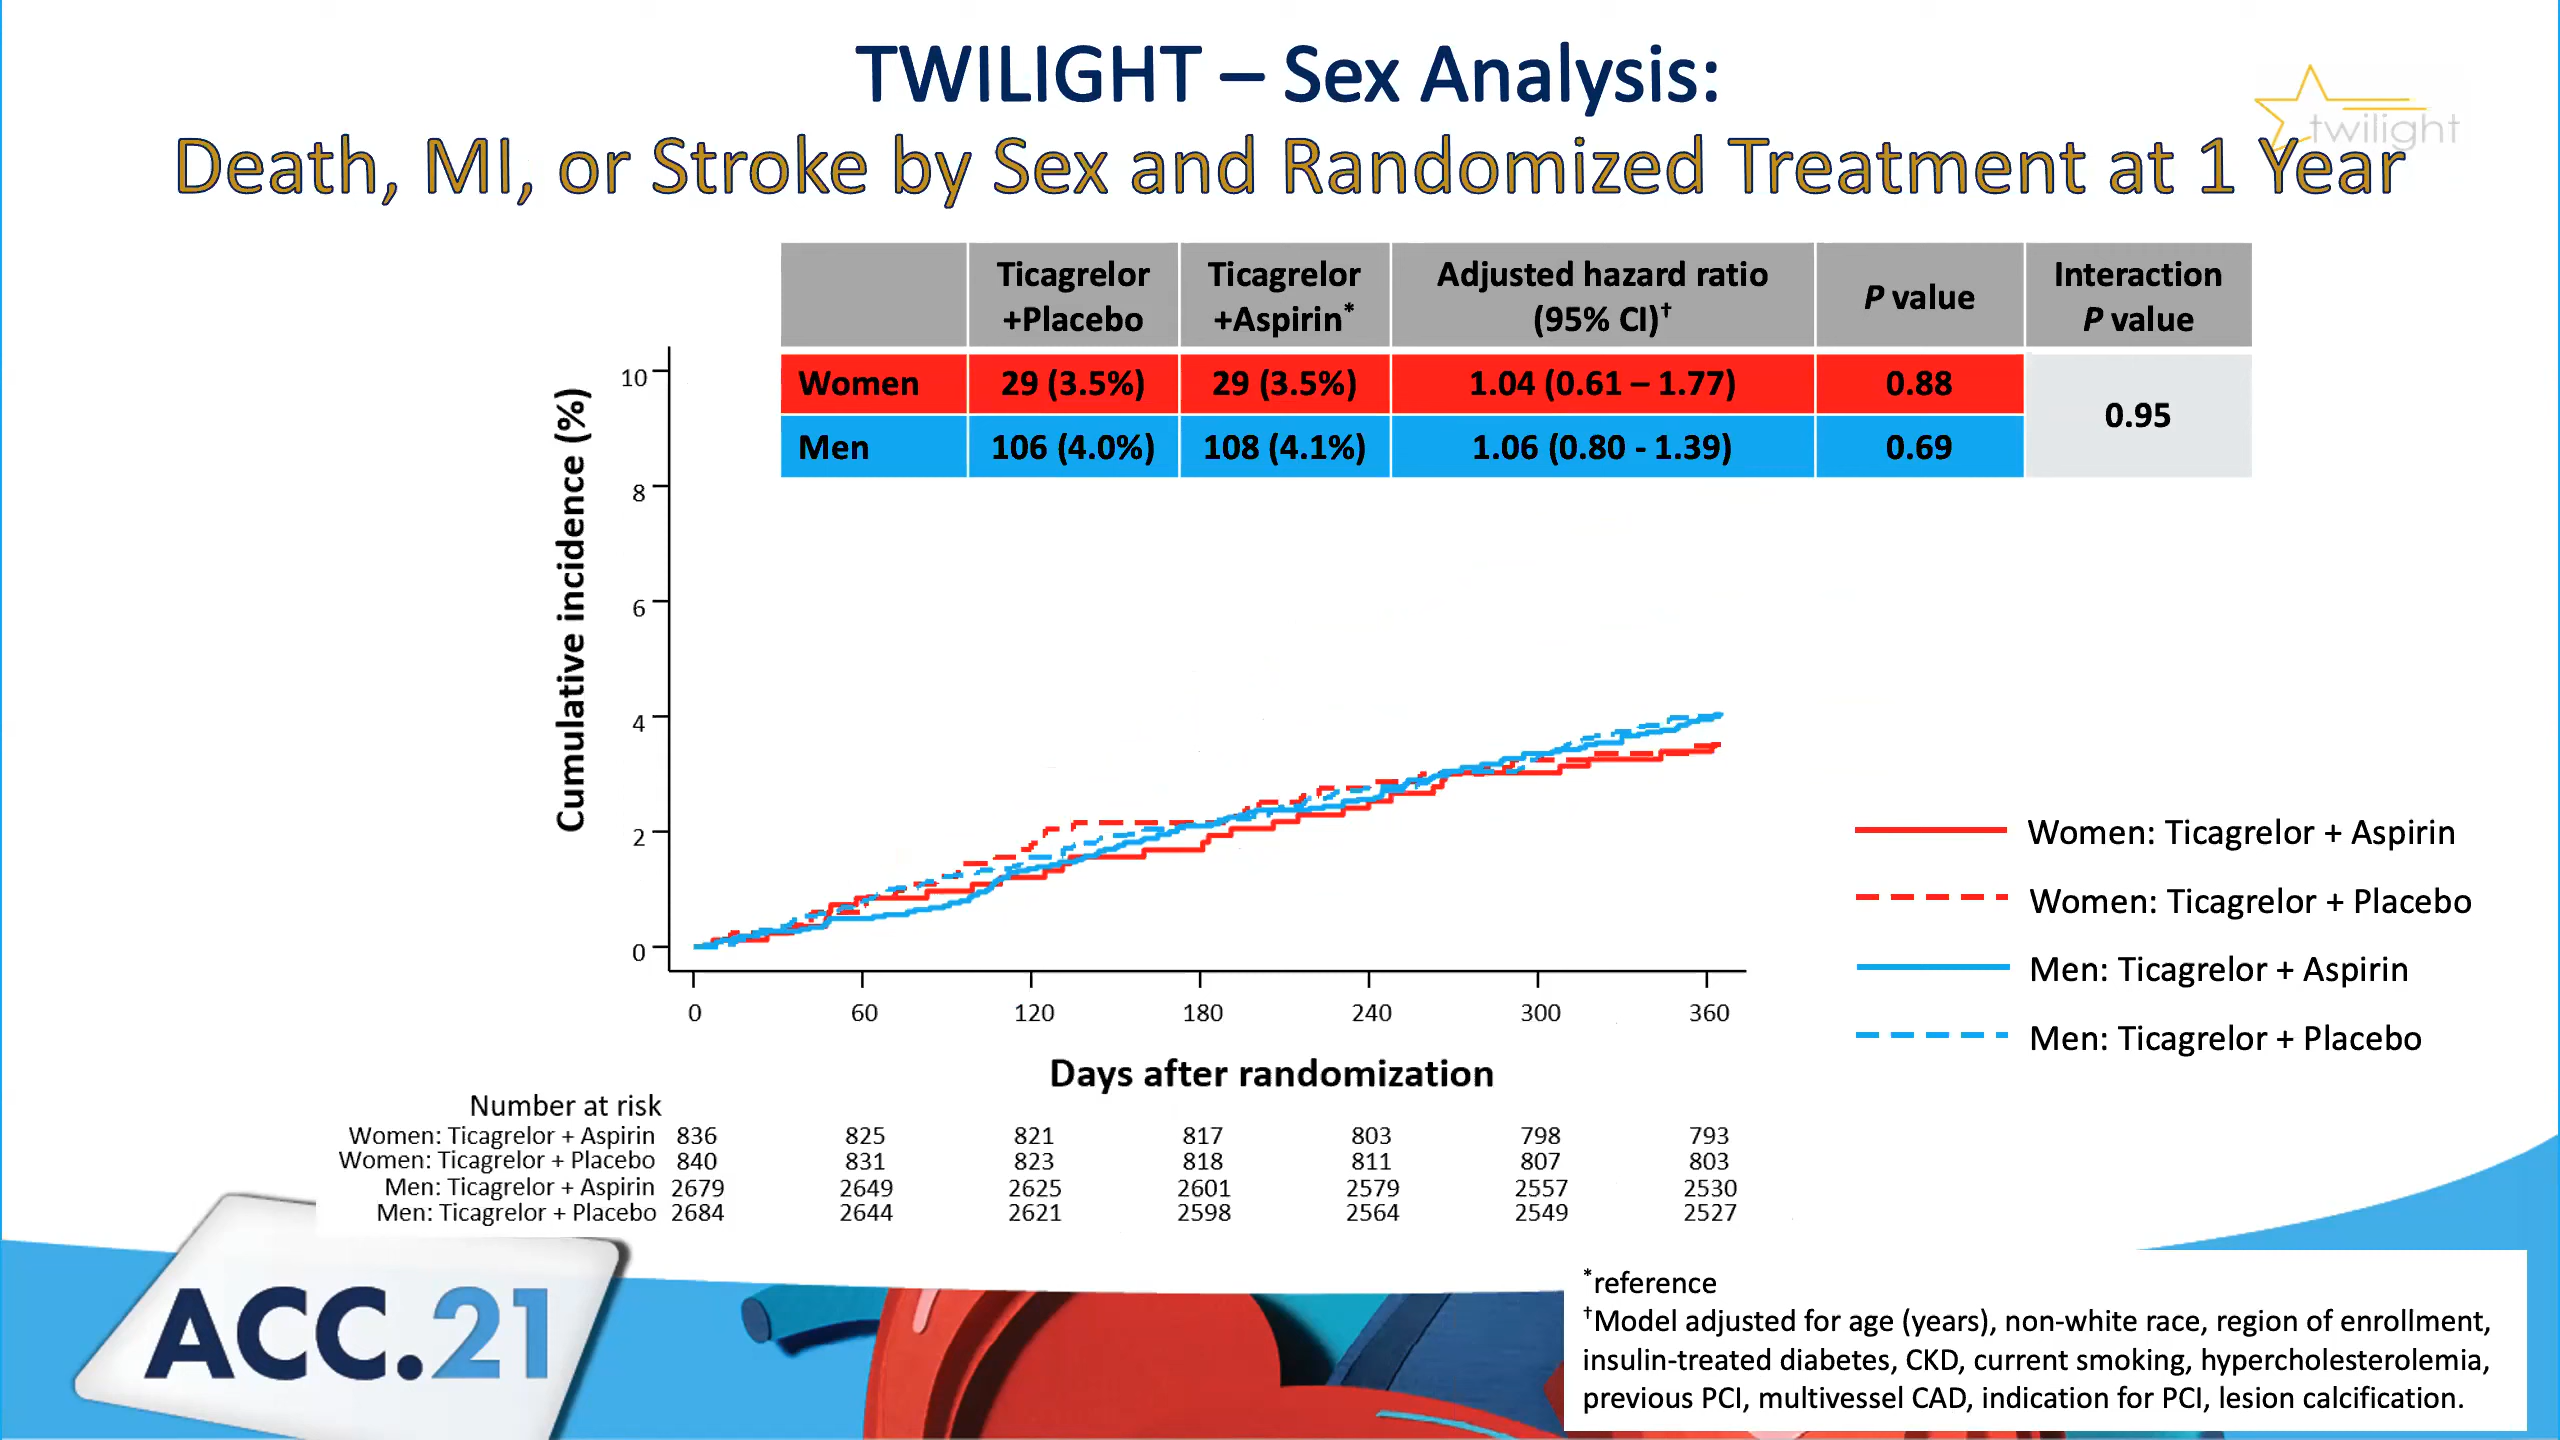 TWILIGHT – Sex Analysis:
twilight
Death, MI, or Stroke by Sex and Randomized Treatment at 1 Year
Ticagrelor +Placebo Ticagrelor +Aspirin* Adjusted hazard ratio (95% CI)† P value Interaction P value
Women 29 (3.5%) 29 (3.5%) 1.04 (0.61 – 1.77) 0.88 0.95
Men 106 (4.0%) 108 (4.1%) 1.06 (0.80 - 1.39) 0.69
Cumulative incidence (%)
10
8
6
4
2
0
0 60 120 180 240 300 360
Days after randomization
Women: Ticagrelor + Aspirin
Women: Ticagrelor + Placebo
Men: Ticagrelor + Aspirin
Men: Ticagrelor + Placebo
Number at risk
Women: Ticagrelor + Aspirin 836 825 821 817 803 798 793
Women: Ticagrelor + Placebo 840 831 823 818 811 807 803
Men: Ticagrelor + Aspirin 2679 2649 2625 2601 2579 2557 2530
Men: Ticagrelor + Placebo 2684 2644 2621 2598 2564 2549 2527
ACC.21
*reference
†Model adjusted for age (years), non-white race, region of enrollment,
insulin-treated diabetes, CKD, current smoking, hypercholesterolemia,
previous PCI, multivessel CAD, indication for PCI, lesion calcification.